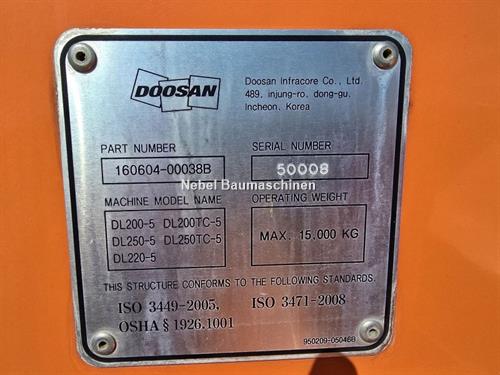 DOOSAN
Doosan Infracore Co., Ltd.
489, injung-ro, dong-gu,
Incheon, Korea
PART NUMBER
160604-00038B
SERIAL NUMBER
50008
Nebel Baumaschinen
MACHINE MODEL NAME
DL200-5 DL200TC-5
DL250-5 DL250TC-5
DL220-5
OPERATING WEIGHT
MAX. 15,000 KG
THIS STRUCTURE CONFORMS TO THE FOLLOWING STANDARDS.
ISO 3449-2005, ISO 3471-2008
OSHA § 1926.1001
950209-05046B